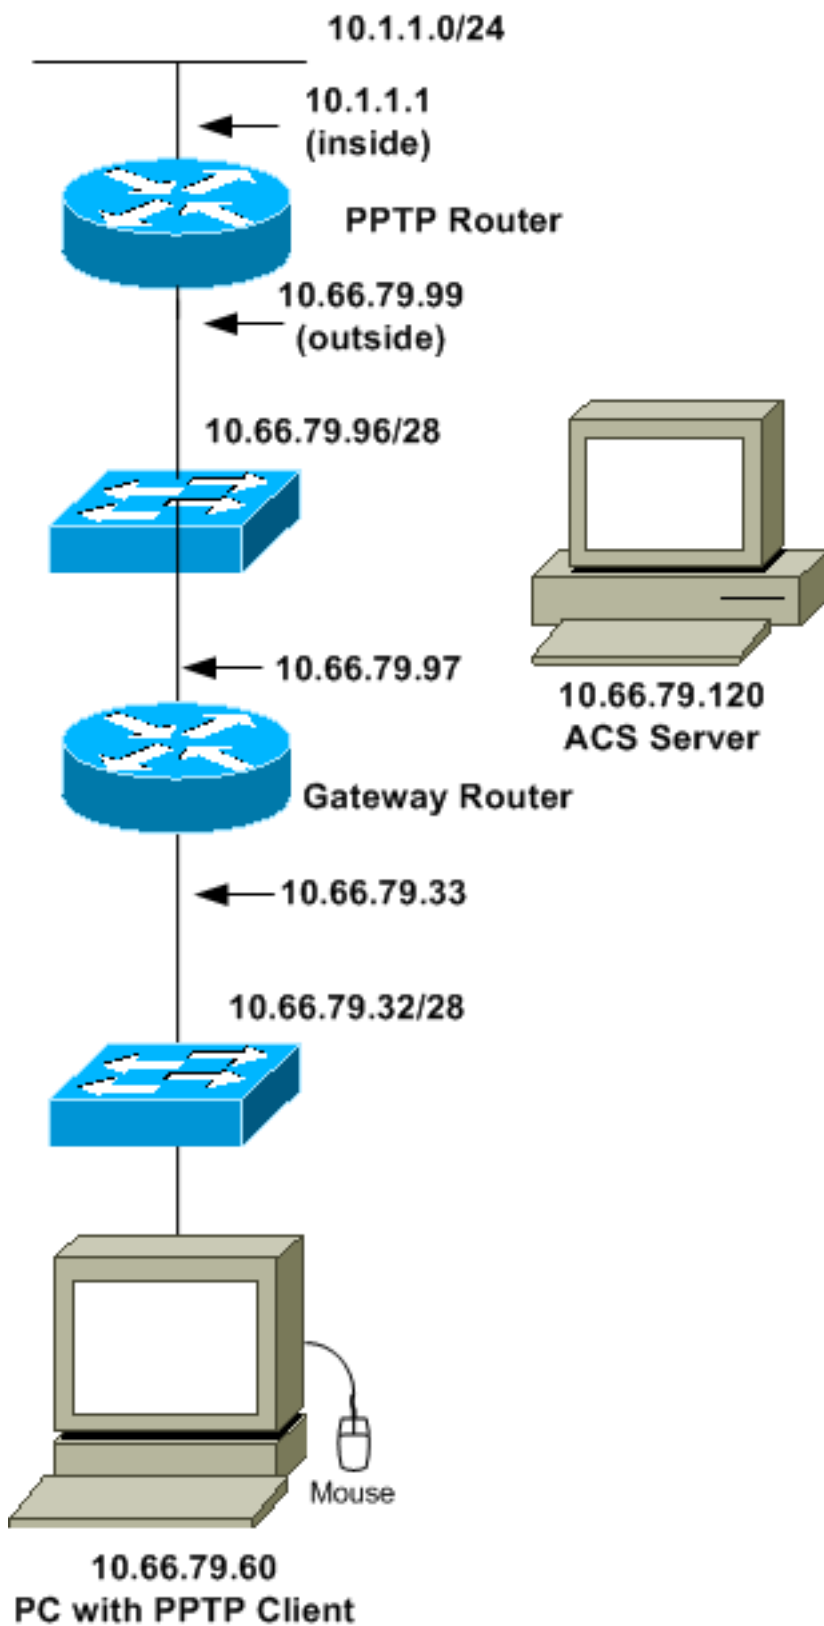 10.1.1.0/24
10.1.1.1
(inside)
PPTP Router
10.66.79.99
(outside)
10.66.79.96/28
10.66.79.97
10.66.79.120
ACS Server
Gateway Router
10.66.79.33
10.66.79.32/28
Mouse
10.66.79.60
PC with PPTP Client